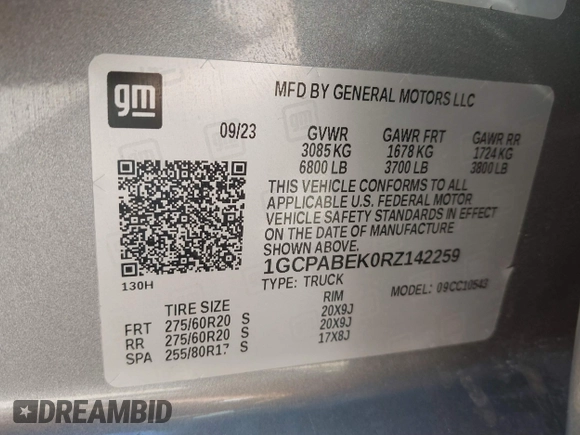 gm
MFD BY GENERAL MOTORS LLC
09/23 GVWR GAWR FRT GAWR RR
3085 KG 1678 KG 1724 KG
6800 LB 3700 LB 3800 LB
THIS VEHICLE CONFORMS TO ALL
APPLICABLE U.S. FEDERAL MOTOR
VEHICLE SAFETY STANDARDS IN EFFECT
ON THE DATE OF MANUFACTURE
SHOWN ABOVE.
1GCPABEK0RZ142259
130H
TYPE: TRUCK MODEL: 09CC10543
TIRE SIZE RIM
FRT 275/60R20 S 20X9J
RR 275/60R20 S 20X9J
SPA 255/80R17 S 17X8J
DREAMBID